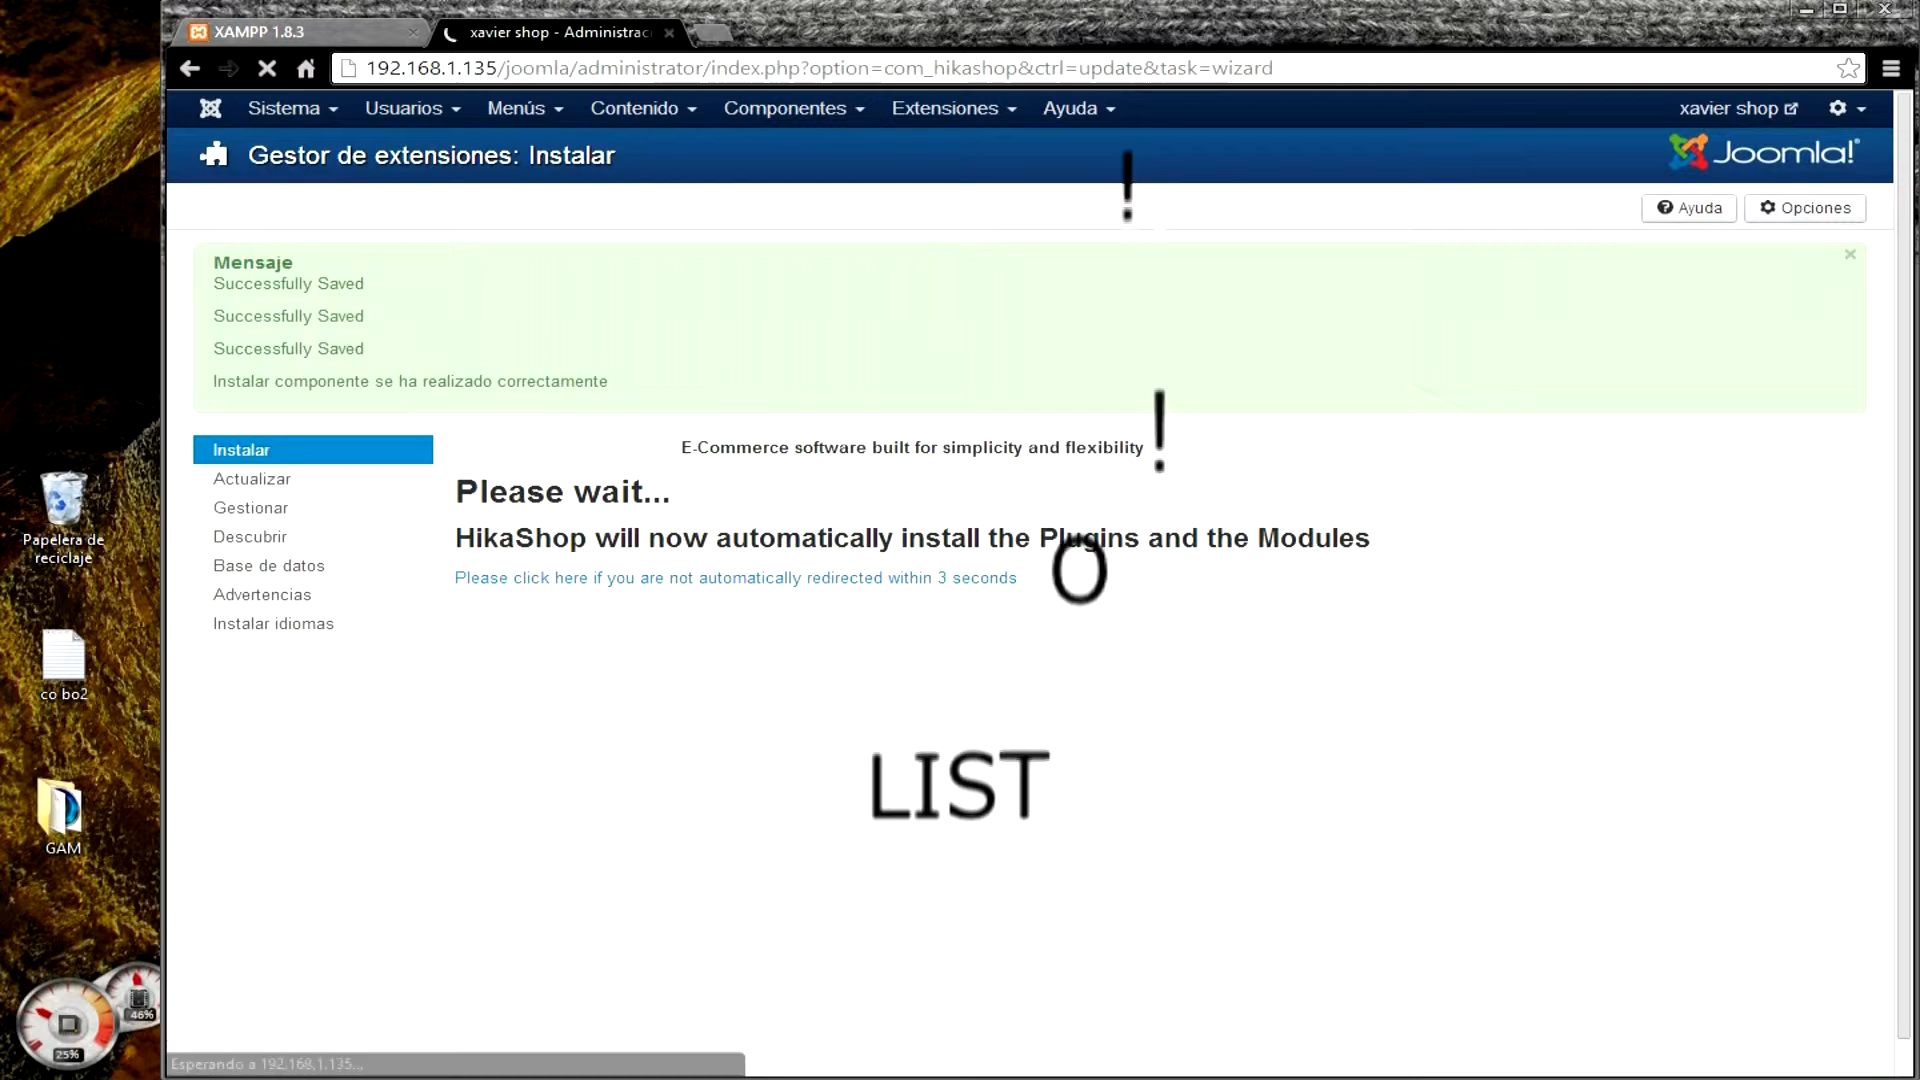 XAMPP 1.8.3
xavier shop - Administrac
192.168.1.135/joomla/administrator/index.php?option=com_hikashop&ctrl=update&task=wizard
Sistema Usuarios Menús Contenido Componentes Extensiones Ayuda xavier shop
Gestor de extensiones: Instalar
Joomla!
!
Ayuda Opciones
Mensaje
Successfully Saved
Successfully Saved
Successfully Saved
Instalar componente se ha realizado correctamente
!
Instalar
Actualizar
Gestionar
Descubrir
Base de datos
Advertencias
Instalar idiomas
E-Commerce software built for simplicity and flexibility
Please wait...
HikaShop will now automatically install the Plugins and the Modules
Please click here if you are not automatically redirected within 3 seconds
O
LIST
Papelera de
reciclaje
co bo2
GAM
46%
25%
Esperando a 192.168.1.135...